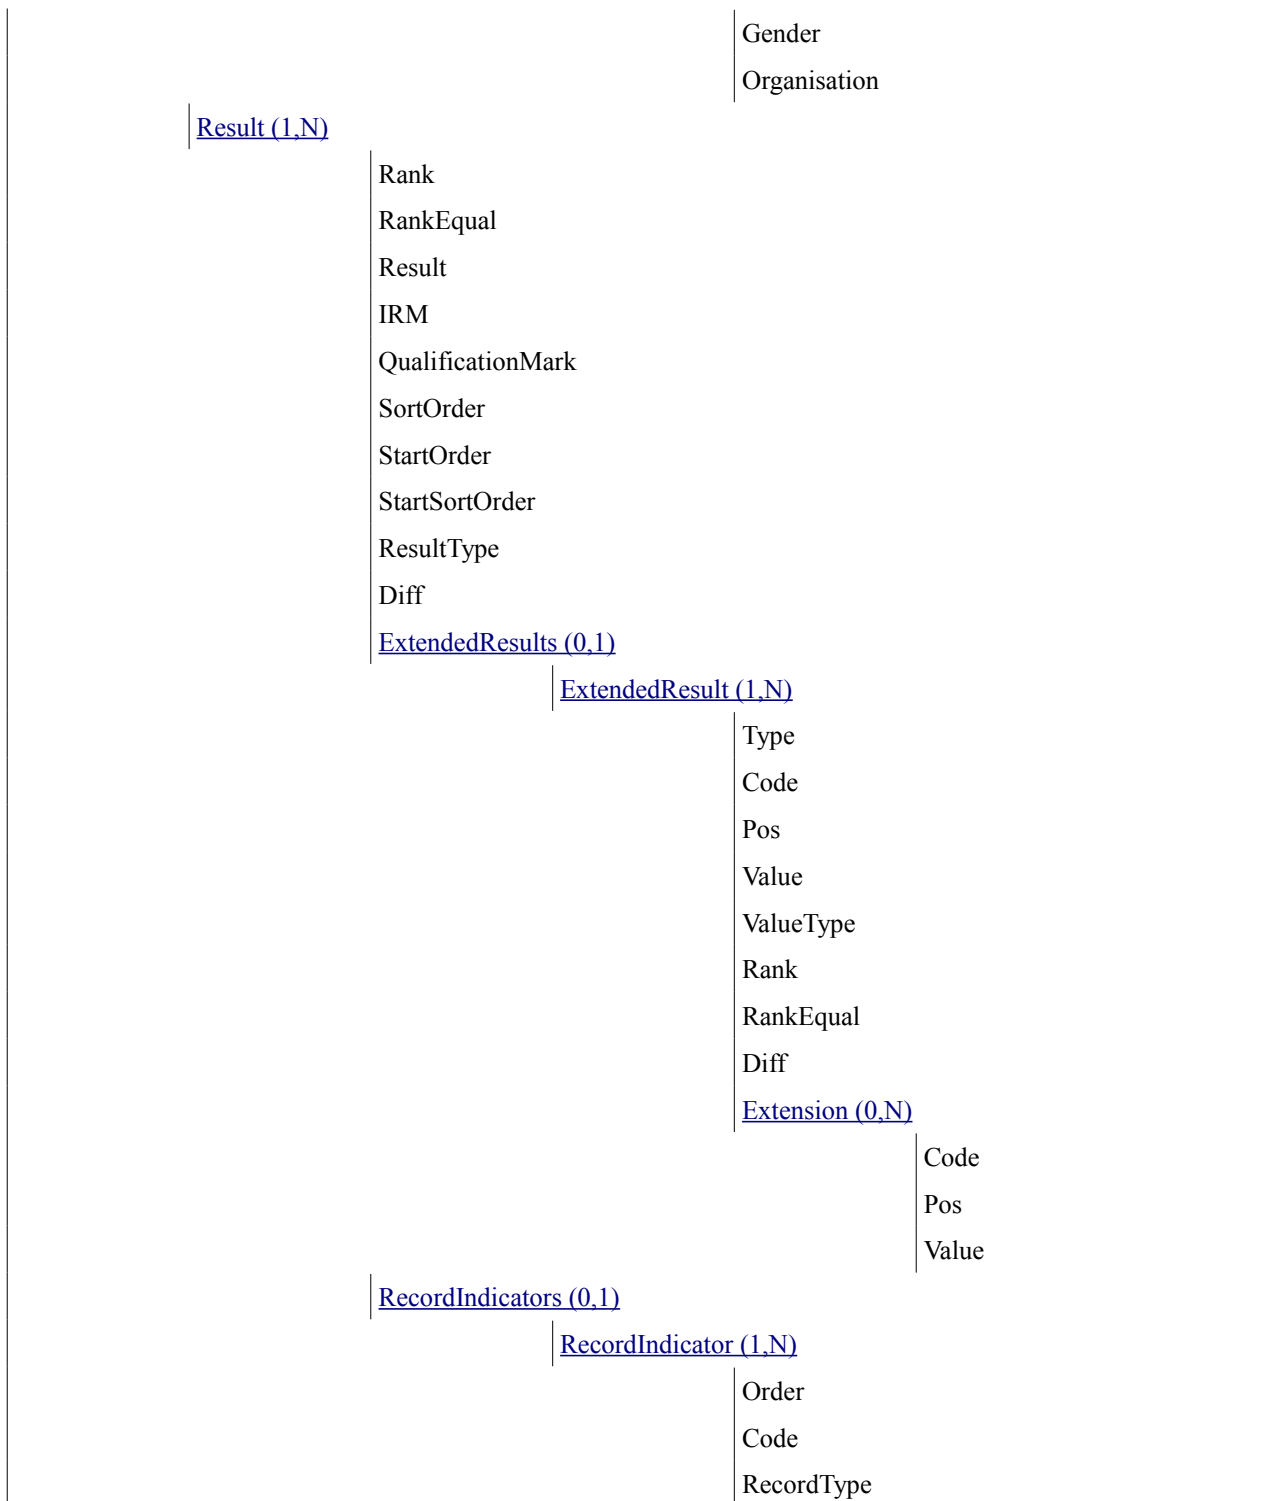 Gender
Organisation
Result (1,N)
Rank
RankEqual
Result
IRM
QualificationMark
SortOrder
StartOrder
StartSortOrder
ResultType
Diff
ExtendedResults (0,1)
ExtendedResult (1,N)
Type
Code
Pos
Value
ValueType
Rank
RankEqual
Diff
Extension (0,N)
Code
Pos
Value
RecordIndicators (0,1)
RecordIndicator (1,N)
Order
Code
RecordType